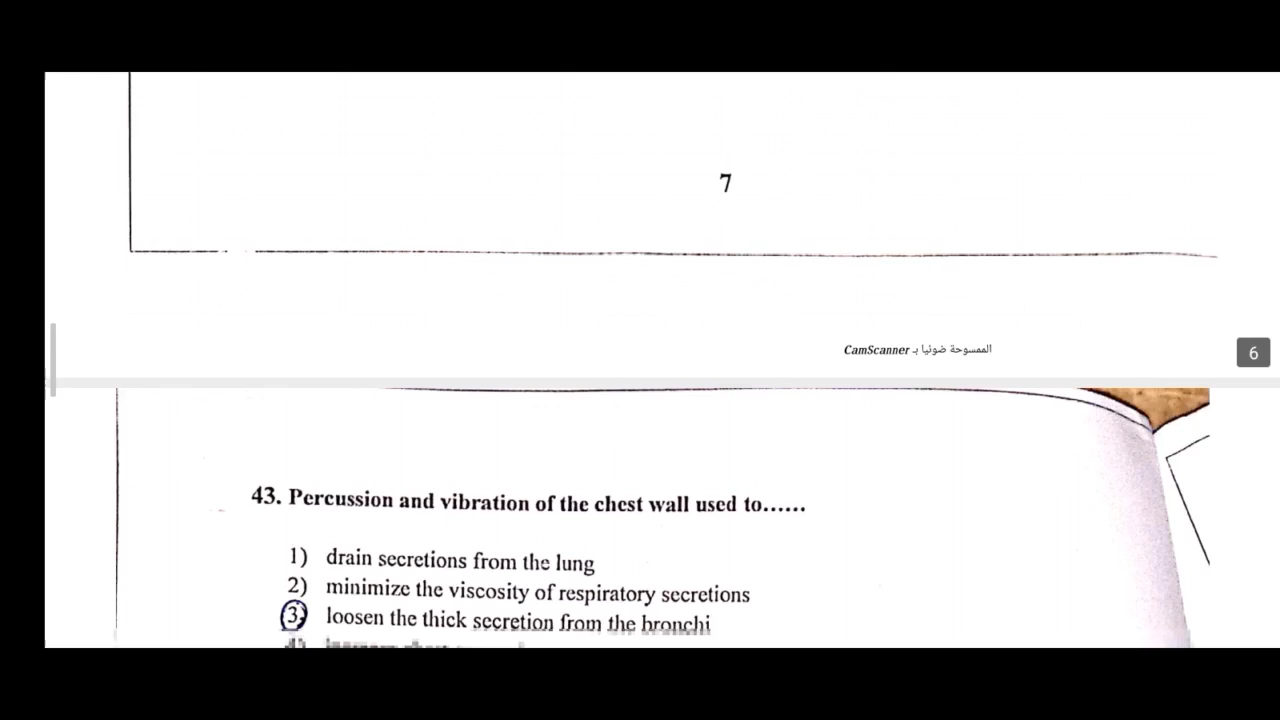 7
الممسوحة ضوئيا بـ CamScanner
6
43. Percussion and vibration of the chest wall used to......
1) drain secretions from the lung
2) minimize the viscosity of respiratory secretions
3) loosen the thick secretion from the bronchi